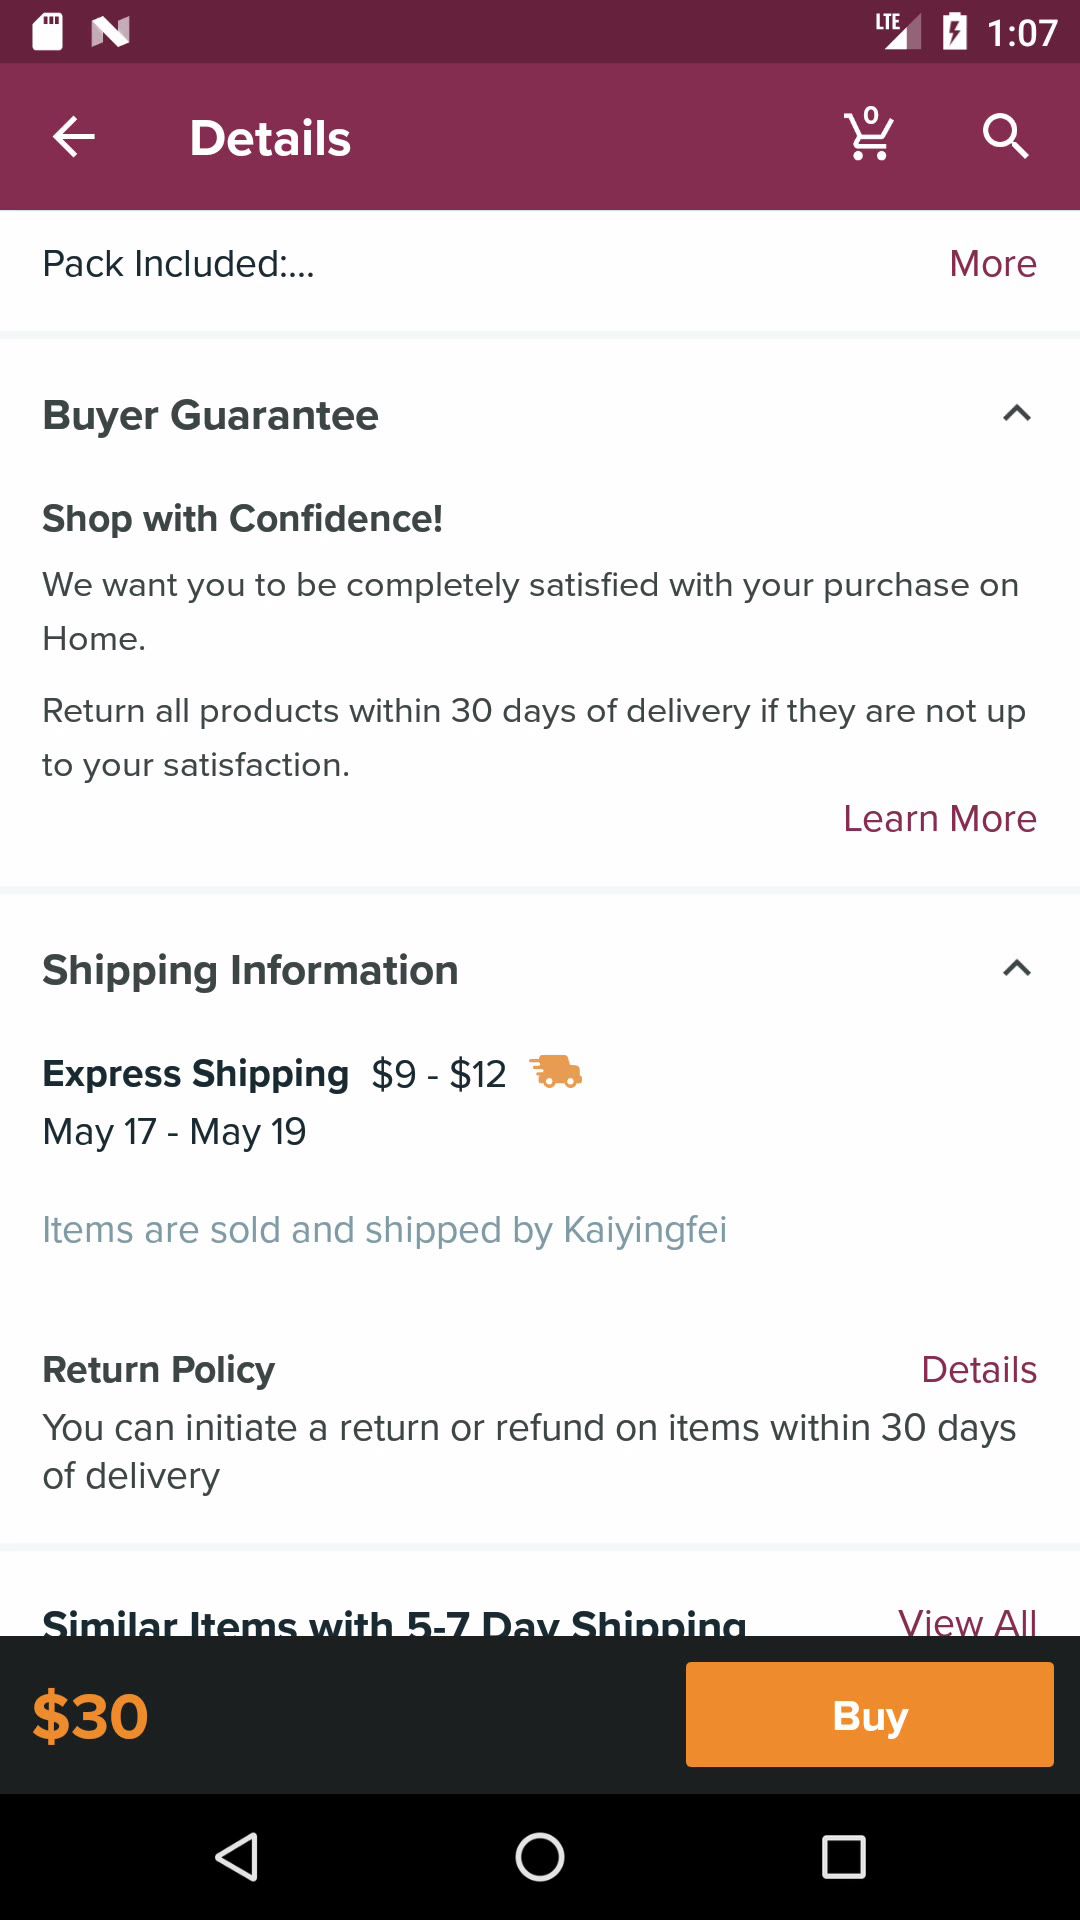 LTE 1:07
Details 0
Pack Included:... More
Buyer Guarantee
Shop with Confidence!
We want you to be completely satisfied with your purchase on
Home.
Return all products within 30 days of delivery if they are not up
to your satisfaction.
Learn More
Shipping Information
Express Shipping $9 - $12
May 17 - May 19
Items are sold and shipped by Kaiyingfei
Return Policy Details
You can initiate a return or refund on items within 30 days
of delivery
Similar Items with 5-7 Day Shipping View All
$30 Buy